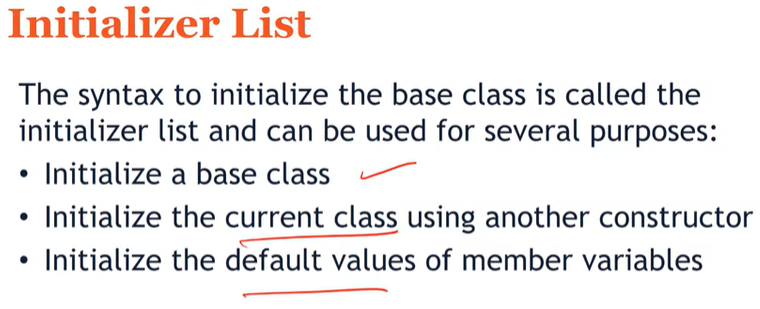 Initializer List
The syntax to initialize the base class is called the
initializer list and can be used for several purposes:
• Initialize a base class
• Initialize the current class using another constructor
• Initialize the default values of member variables